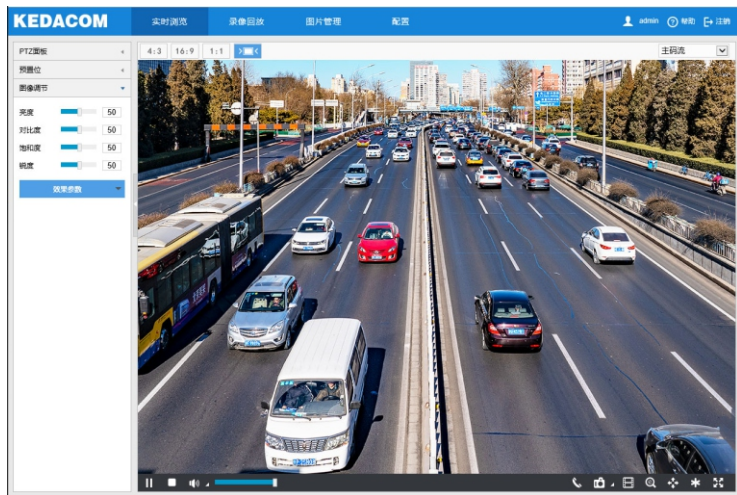 KEDACOM 实时浏览 录像回放 图片管理 配置 admin 帮助 注销
PTZ面板 4:3 16:9 1:1 主码流
预置位
图像调节
亮度 50
对比度 50
饱和度 50
锐度 50
效果参数